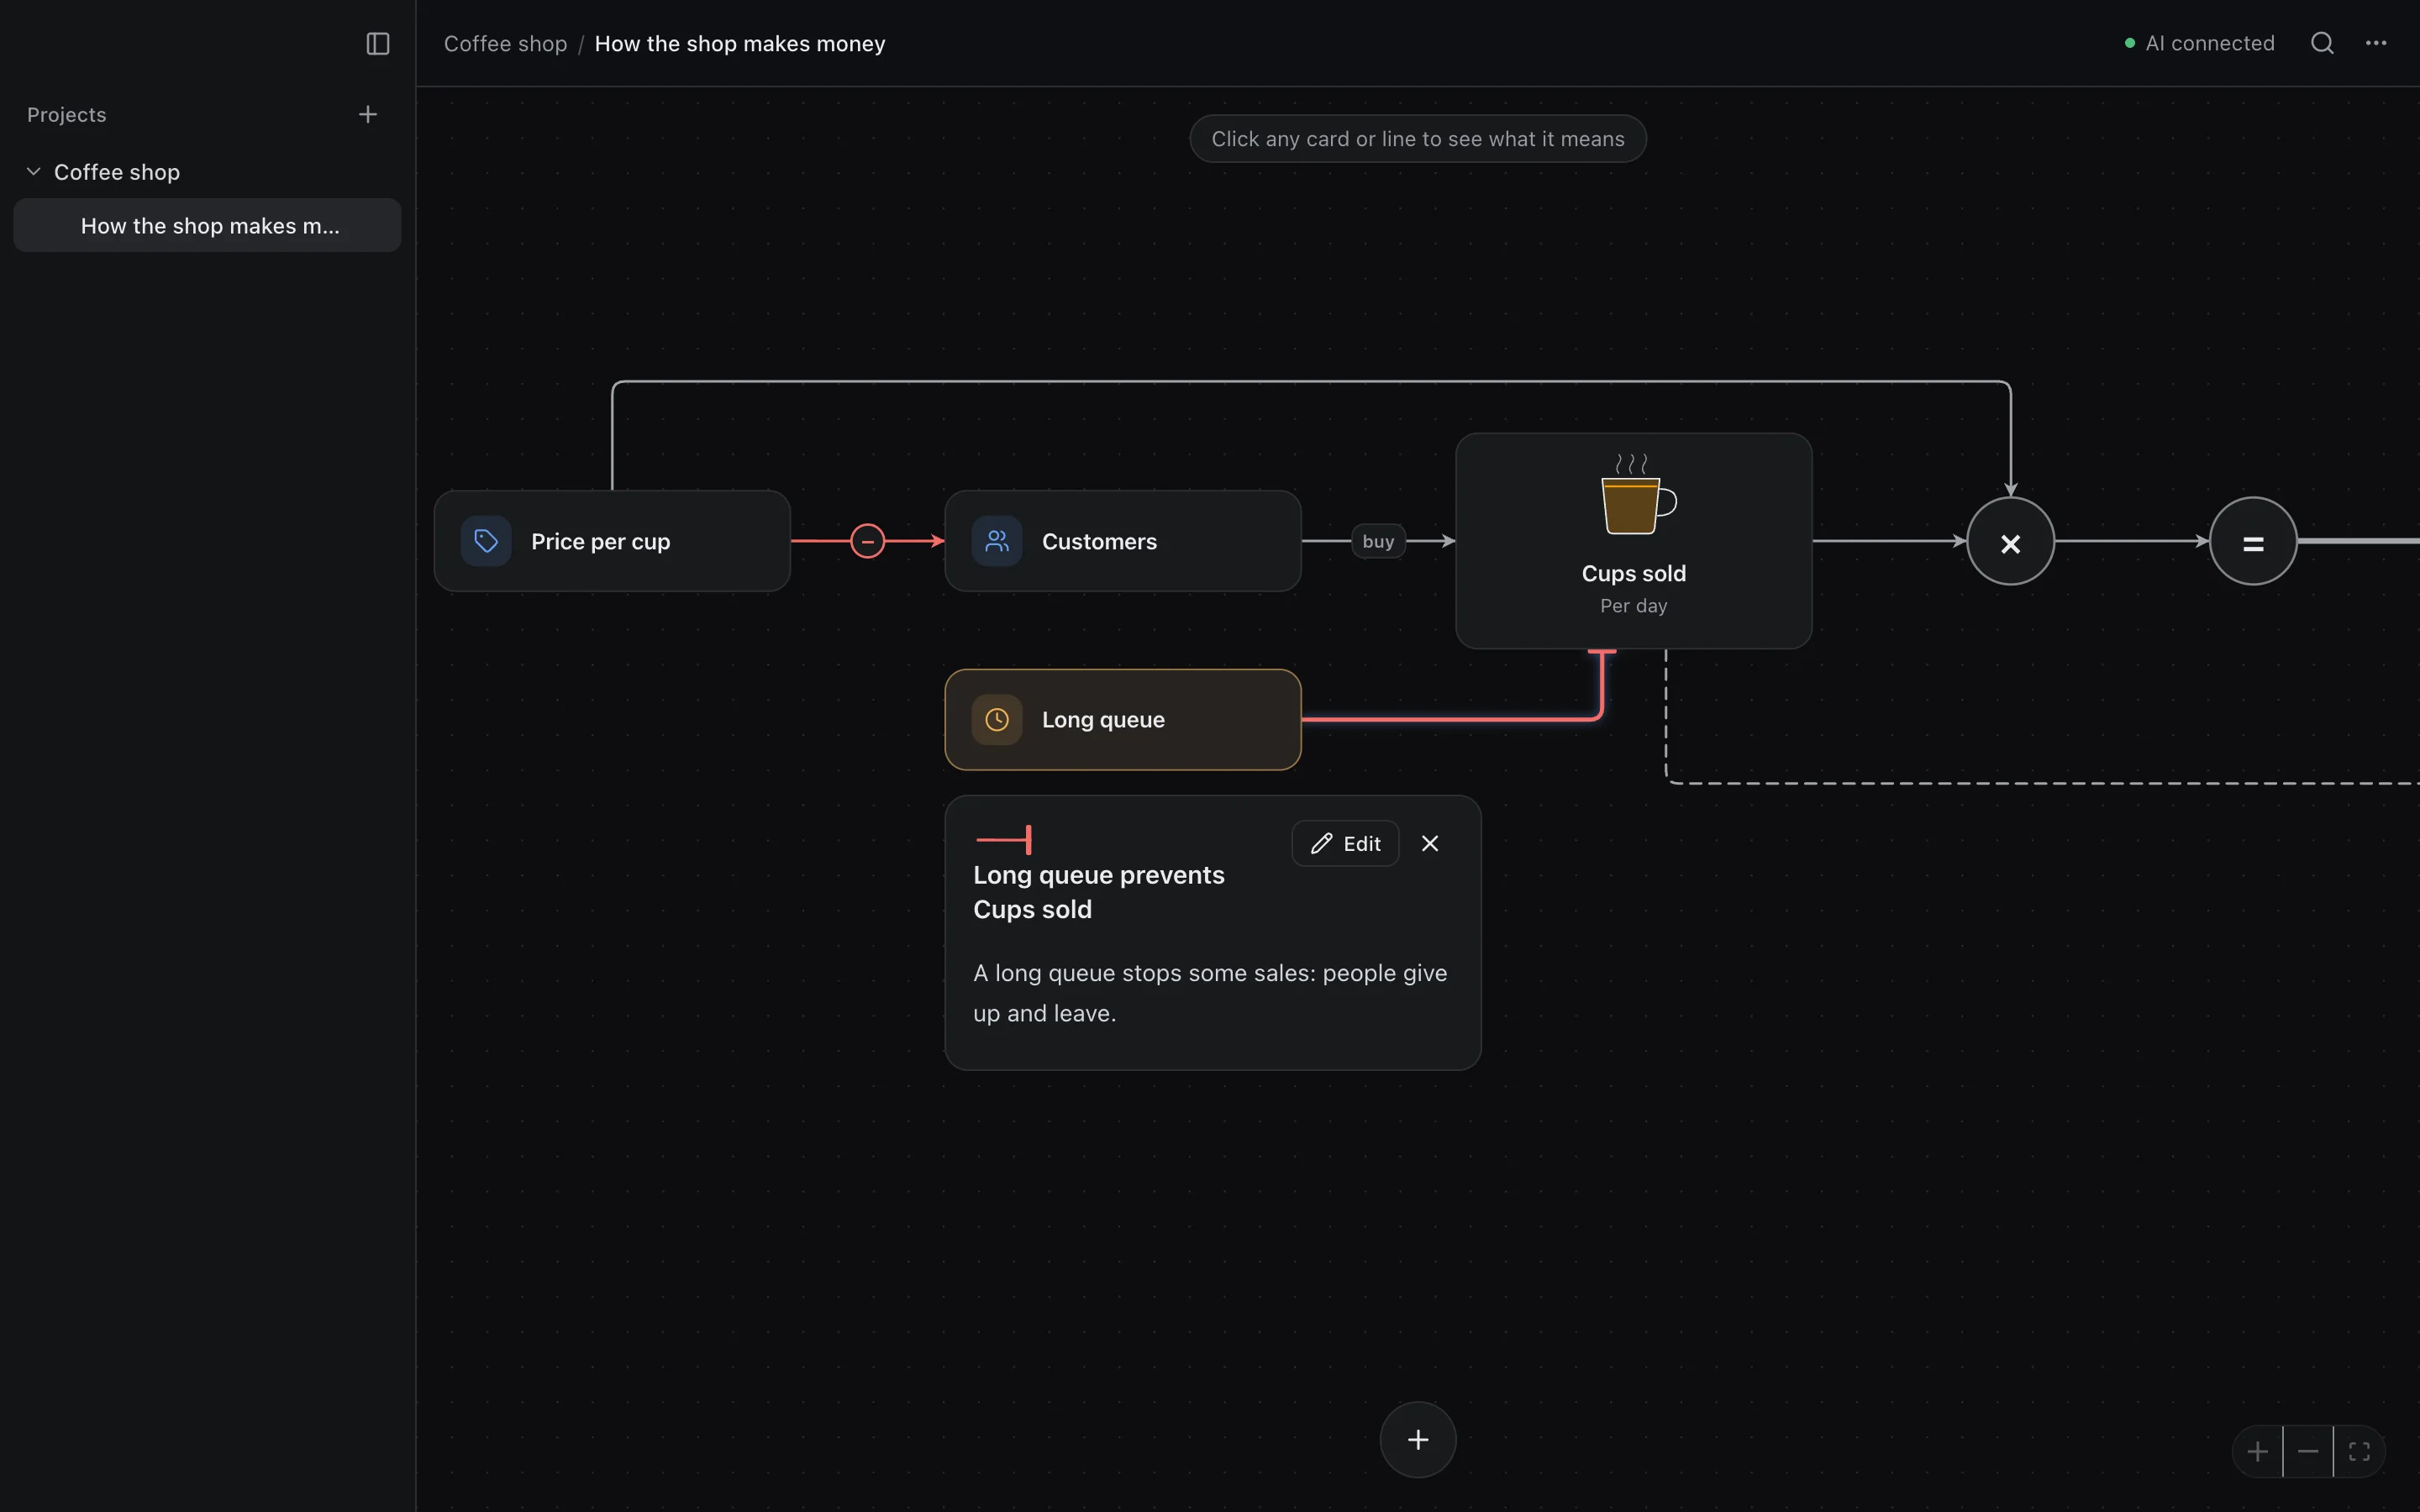 Coffee shop / How the shop makes money
AI connected
Projects
Coffee shop
How the shop makes m...
Click any card or line to see what it means
Price per cup
−
Customers
buy
Cups sold
Per day
×
=
Long queue
Edit
Long queue prevents
Cups sold
A long queue stops some sales: people give
up and leave.